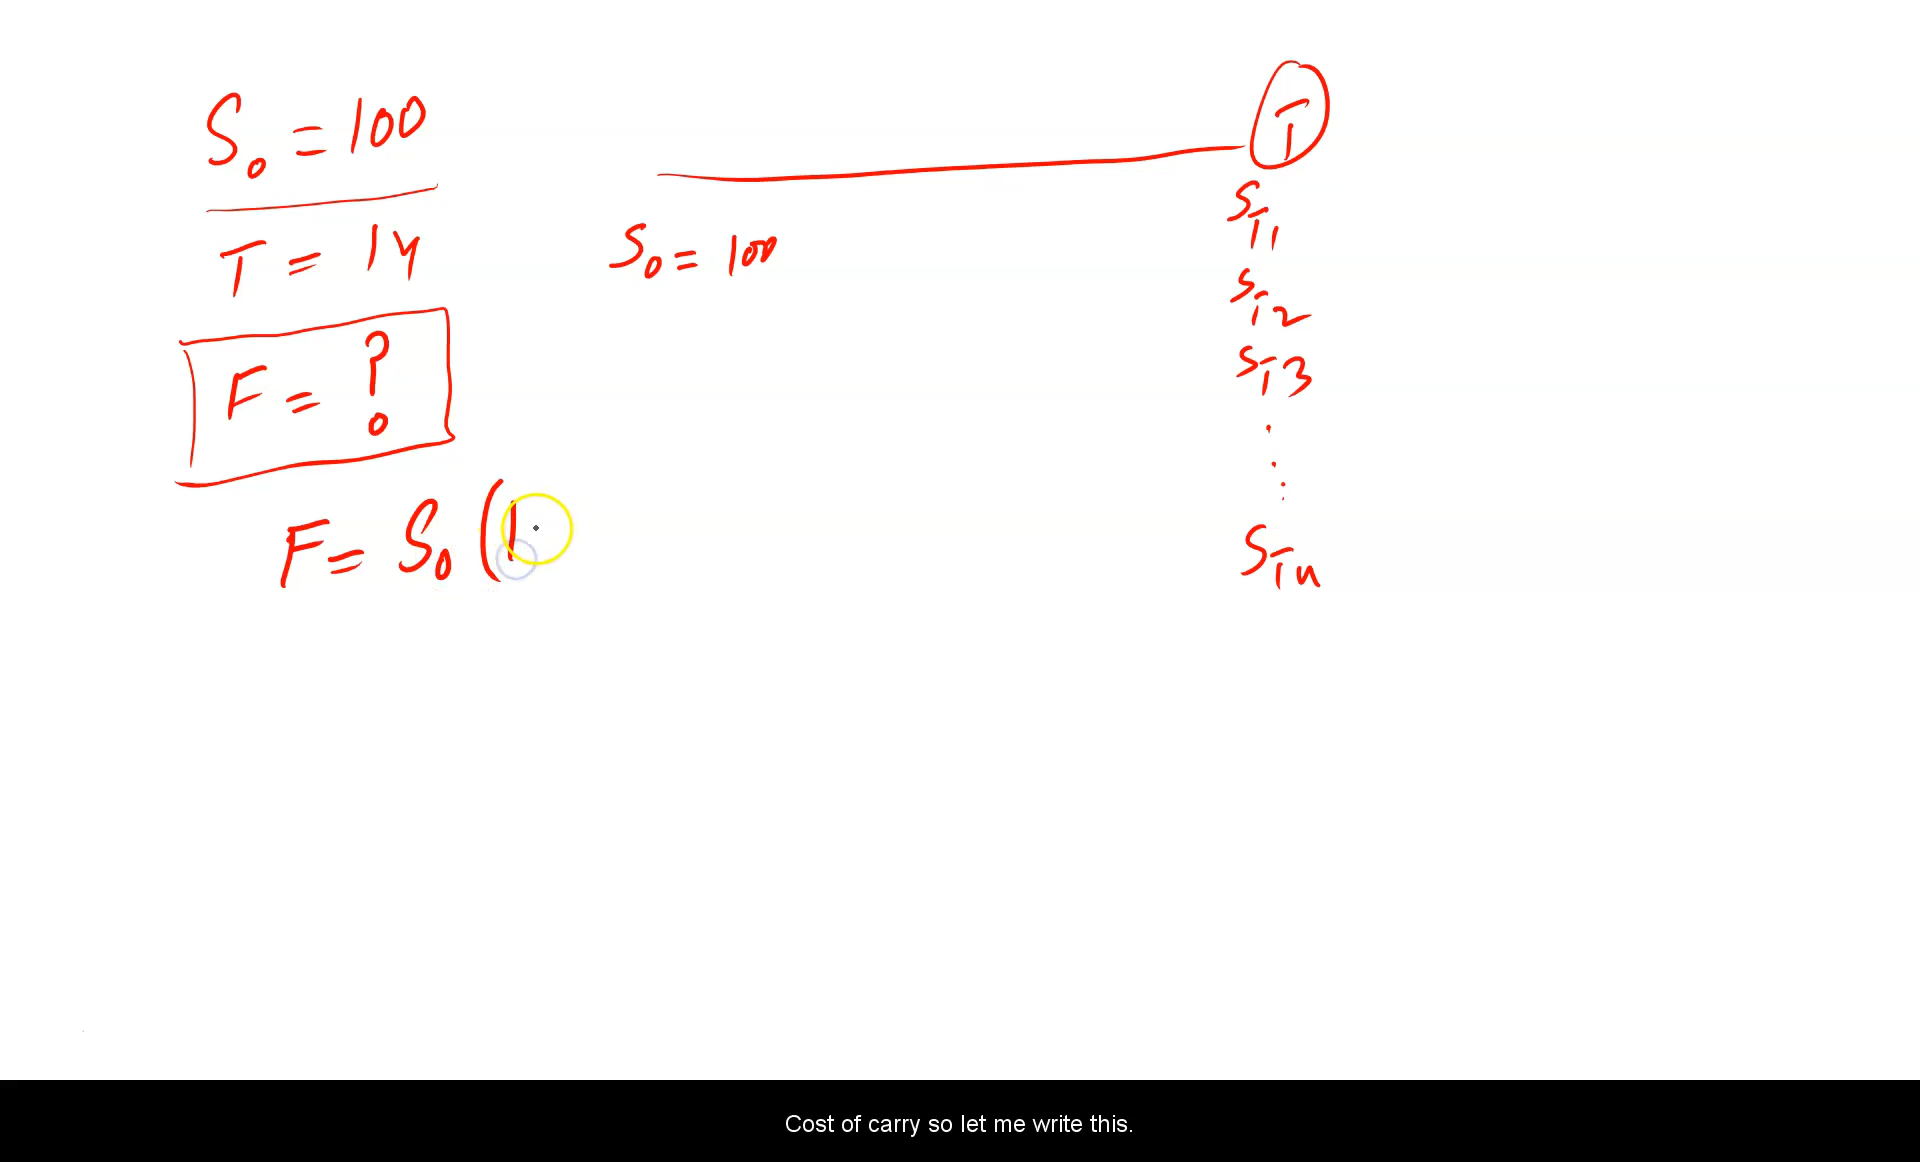 S₀ = 100
T = 1Y
F = ?
F = S₀ (1
T
S₀ = 100
S_T1
S_T2
S_T3
.
.
:
S_Tn
Cost of carry so let me write this.